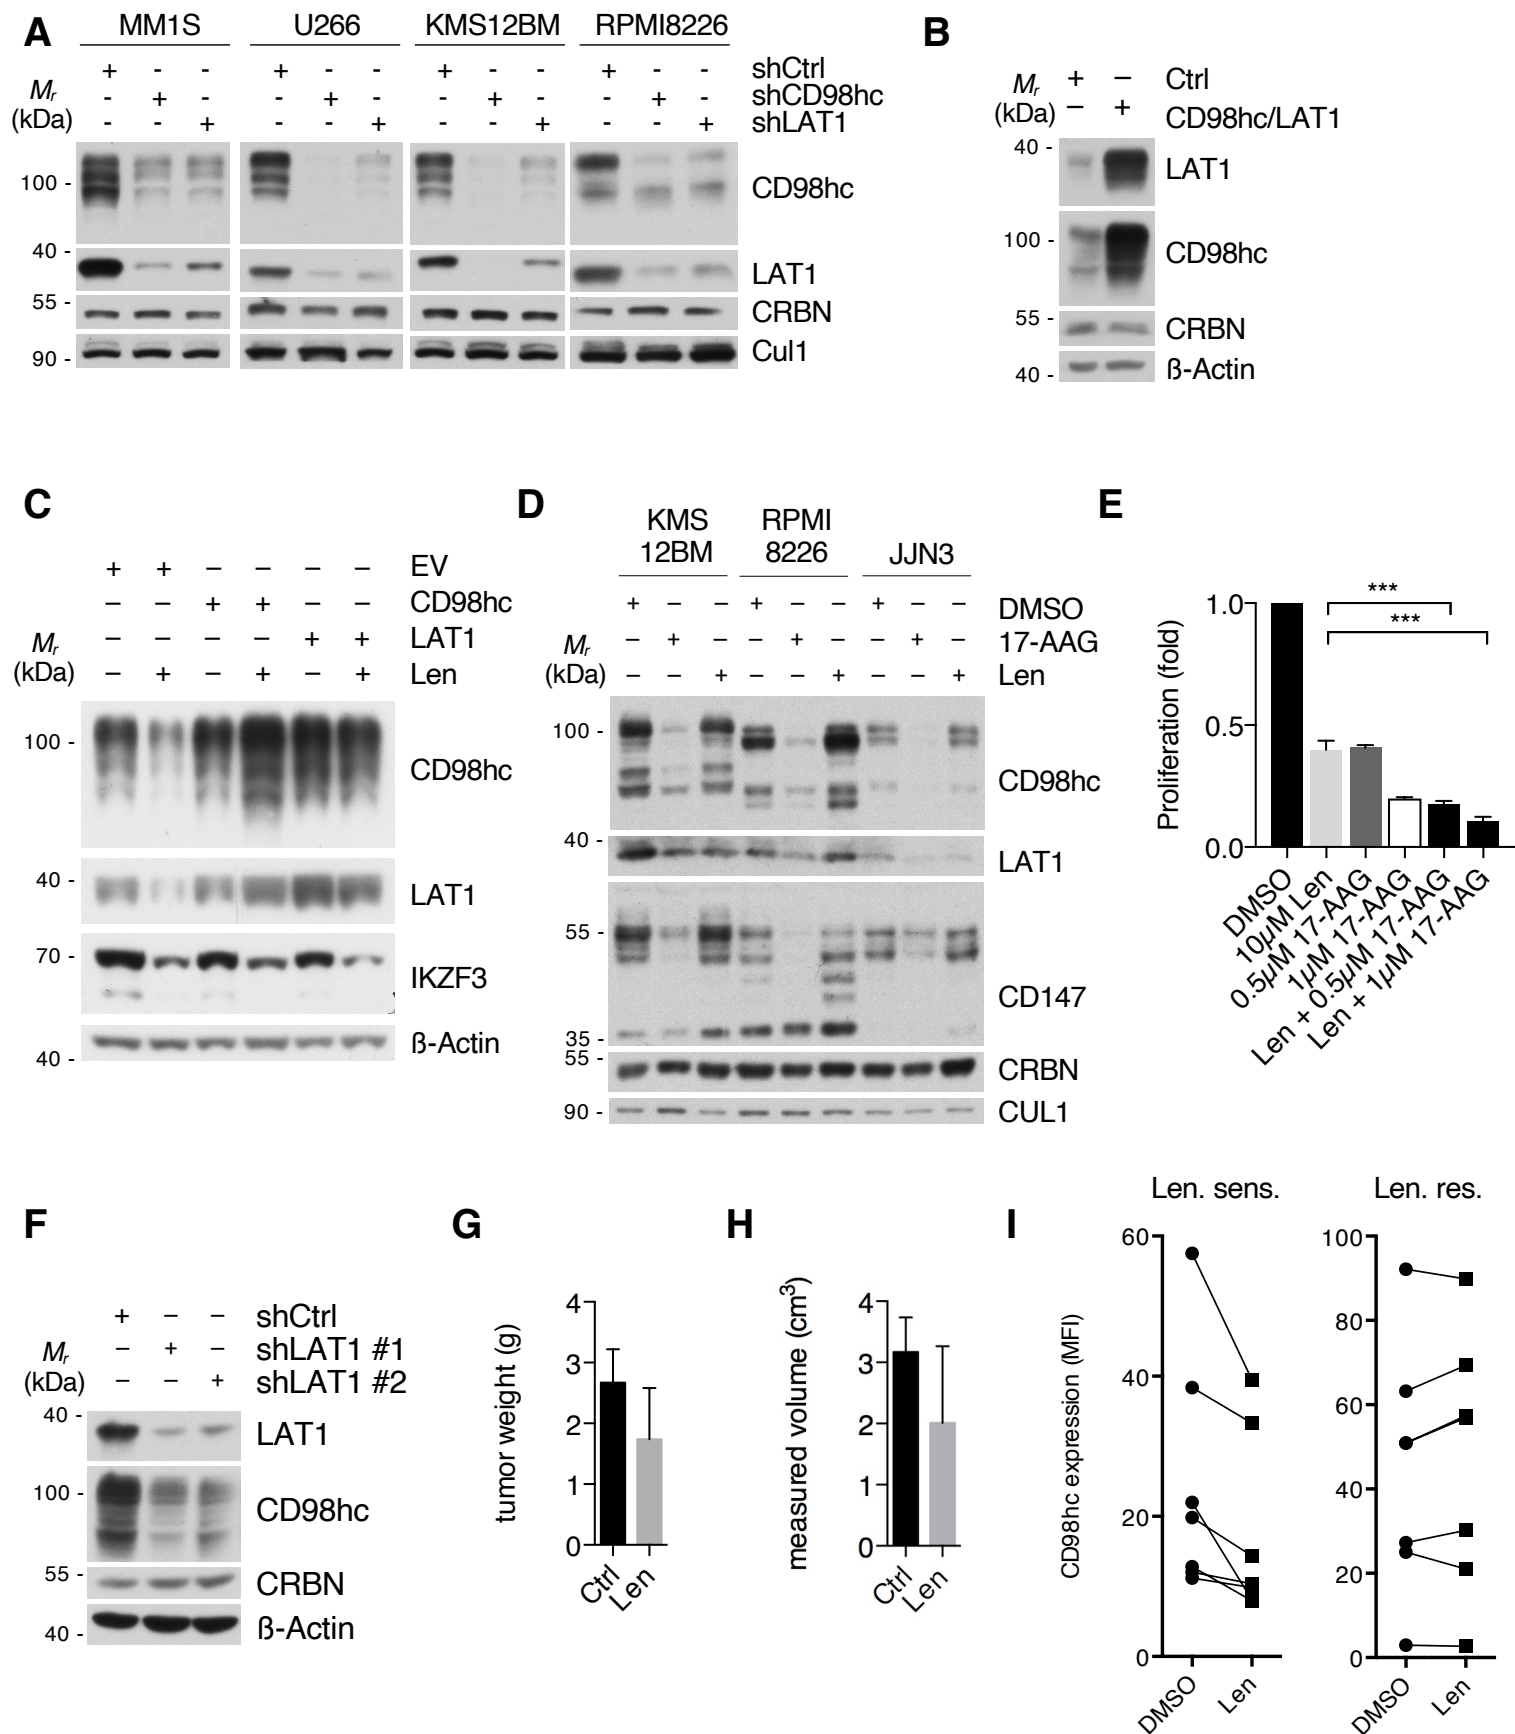 A
MM1S U266 KMS12BM RPMI8226
+ - - + - - + - - + - - shCtrl
- + - - + - - + - - + - shCD98hc
- - + - - + - - + - - + shLAT1
Mr
(kDa)
100 -
CD98hc
40 -
LAT1
55 -
CRBN
90 -
Cul1
B
Mr
(kDa)
+ – Ctrl
– + CD98hc/LAT1
40 -
LAT1
100 -
CD98hc
55 -
CRBN
40 -
ß-Actin
C
+ + – – – – EV
– – + + – – CD98hc
– – – – + + LAT1
– + – + – + Len
Mr
(kDa)
100 -
CD98hc
40 -
LAT1
70 -
IKZF3
40 -
ß-Actin
D
KMS
12BM
RPMI
8226
JJN3
+ – – + – – + – – DMSO
– + – – + – – + – 17-AAG
– – + – – + – – + Len
Mr
(kDa)
100 -
CD98hc
40 -
LAT1
55 -
CD147
35 -
55 -
CRBN
90 -
CUL1
E
Proliferation (fold)
1.0
0.5
0.0
***
***
DMSO
10µM Len
0.5µM 17-AAG
1µM 17-AAG
Len + 0.5µM 17-AAG
Len + 1µM 17-AAG
F
+ – – shCtrl
– + – shLAT1 #1
– – + shLAT1 #2
Mr
(kDa)
40 -
LAT1
100 -
CD98hc
55 -
CRBN
40 -
ß-Actin
G
tumor weight (g)
4
3
2
1
0
Ctrl
Len
H
measured volume (cm3)
4
3
2
1
0
Ctrl
Len
I
CD98hc expression (MFI)
Len. sens.
60
40
20
0
DMSO
Len
Len. res.
100
80
60
40
20
0
DMSO
Len